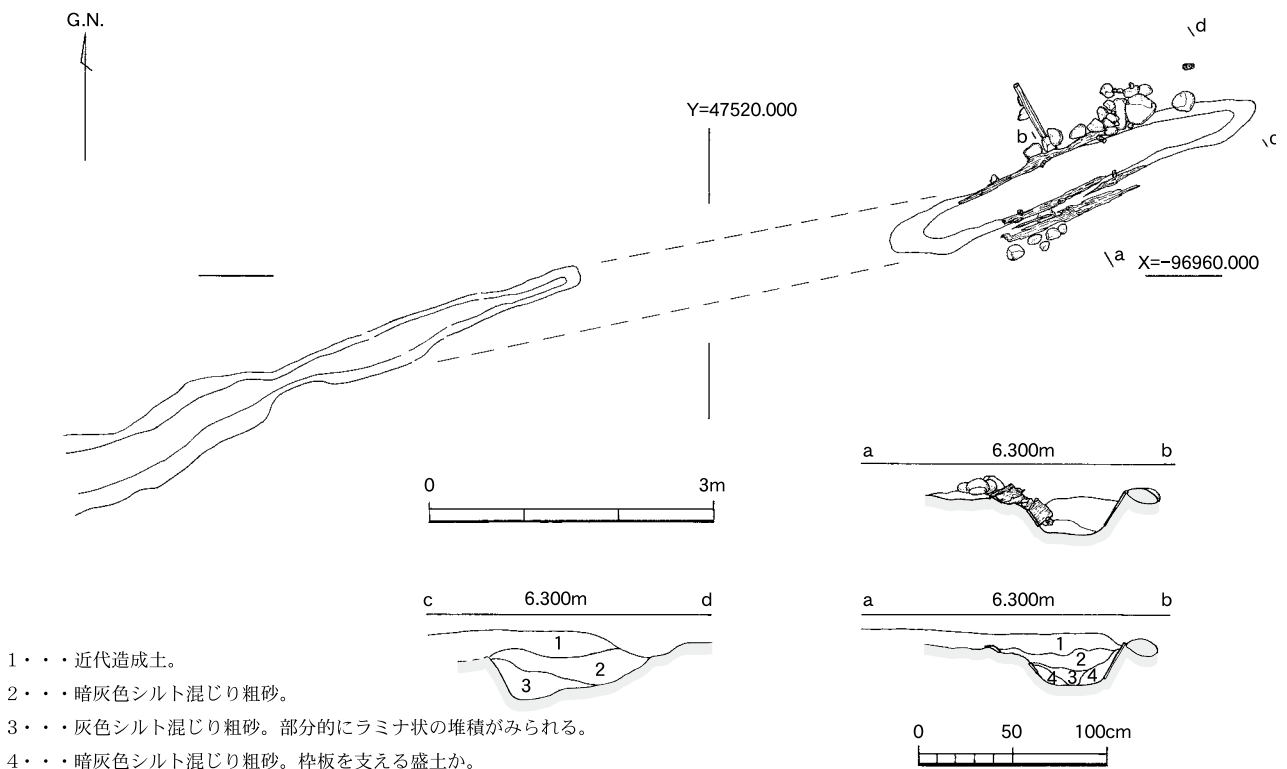 G.N.
d
Y=47520.000
b
c
a
X=−96960.000
0 3m
a 6.300m b
c 6.300m d
a 6.300m b
1
2
3
1
2
4 3 4
1・・・近代造成土。
2・・・暗灰色シルト混じり粗砂。
3・・・灰色シルト混じり粗砂。部分的にラミナ状の堆積がみられる。
4・・・暗灰色シルト混じり粗砂。枠板を支える盛土か。
0 50 100cm